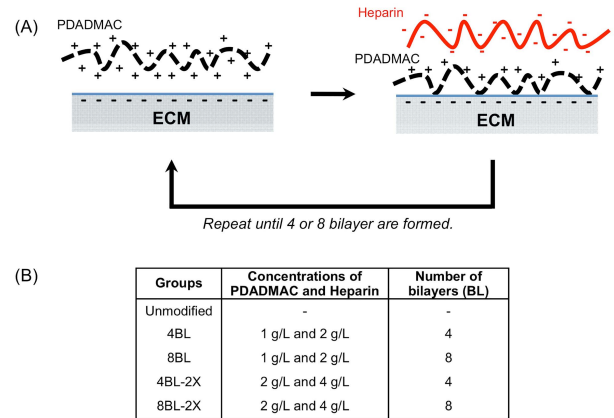 (A)
PDADMAC
+ + + + + + + + + + + + + + + + + +
- - - - - - - - - - - - -
ECM
Heparin
- - - - - - - - - - - - - -
PDADMAC
+ + + + + + + + + + +
- - - - - - - - - - - - -
ECM
Repeat until 4 or 8 bilayer are formed.
(B)
Groups Concentrations of PDADMAC and Heparin Number of bilayers (BL)
Unmodified - -
4BL 1 g/L and 2 g/L 4
8BL 1 g/L and 2 g/L 8
4BL-2X 2 g/L and 4 g/L 4
8BL-2X 2 g/L and 4 g/L 8